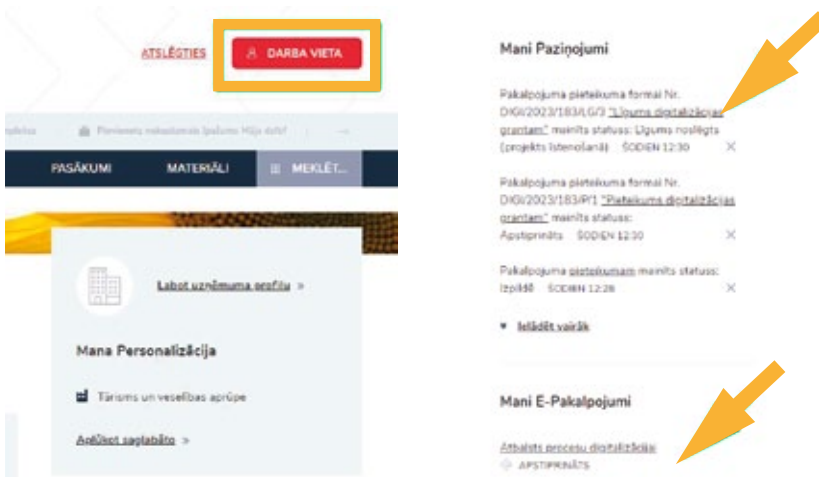 ATSLĒGTIES
DARBA VIETA
PASĀKUMI
MATERIĀLI
MEKLĒT...
Labot uzņēmuma profilu >
Mana Personalizācija
Tūrisms un veselības aprūpe
Aplūkot saglabāto >
Mani Paziņojumi
Pakalpojuma pieteikuma formai Nr.
DIGI/2023/183/LG/3 "Līgums digitalizācijas
grantam" mainīts statuss: Līgums noslēgts
(projekts īstenošanā) ŠODIEN 12:30
Pakalpojuma pieteikuma formai Nr.
DIGI/2023/183/P/1 "Pieteikums digitalizācijas
grantam" mainīts statuss:
Apstiprināts ŠODIEN 12:30
Pakalpojuma pieteikumam mainīts statuss:
Izpildē ŠODIEN 12:28
Ielādēt vairāk
Mani E-Pakalpojumi
Atbalsts procesu digitalizācijai
APSTIPRINĀTS